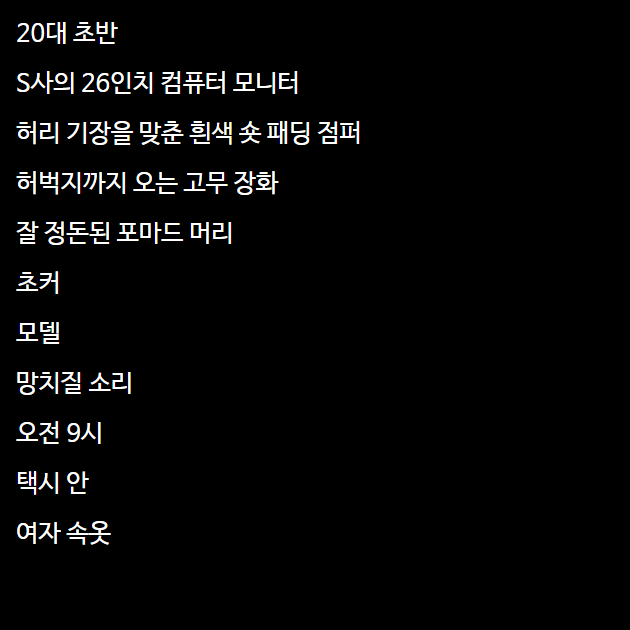 20대 초반
S사의 26인치 컴퓨터 모니터
허리 기장을 맞춘 흰색 숏 패딩 점퍼
허벅지까지 오는 고무 장화
잘 정돈된 포마드 머리
초커
모델
망치질 소리
오전 9시
택시 안
여자 속옷